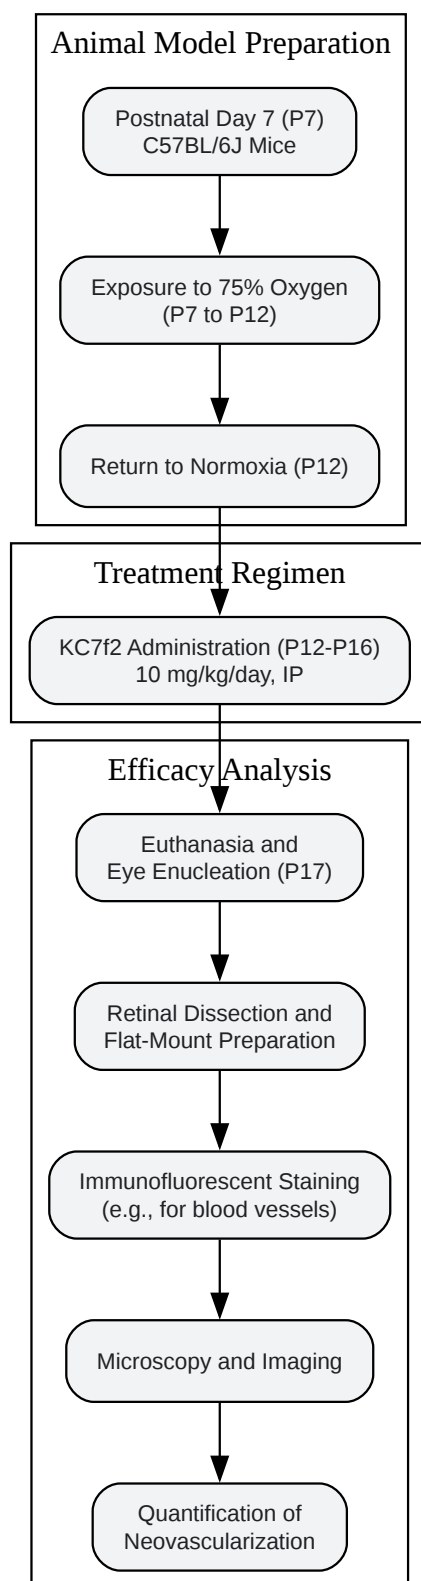 Animal Model Preparation
Postnatal Day 7 (P7)
C57BL/6J Mice
Exposure to 75% Oxygen
(P7 to P12)
Return to Normoxia (P12)
Treatment Regimen
KC7f2 Administration (P12-P16)
10 mg/kg/day, IP
Efficacy Analysis
Euthanasia and
Eye Enucleation (P17)
Retinal Dissection and
Flat-Mount Preparation
Immunofluorescent Staining
(e.g., for blood vessels)
Microscopy and Imaging
Quantification of
Neovascularization